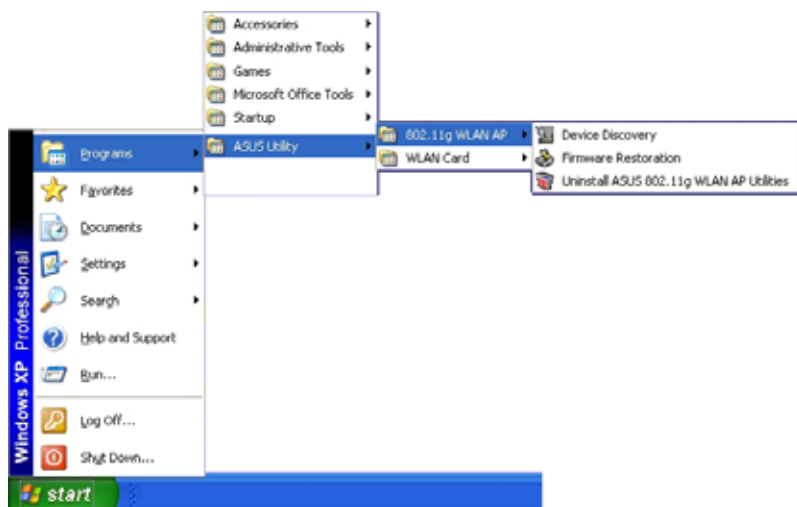 Accessories
Administrative Tools
Games
Microsoft Office Tools
Startup
ASUS Utility
802.11g WLAN AP
WLAN Card
Device Discovery
Firmware Restoration
Uninstall ASUS 802.11g WLAN AP Utilities
Programs
Favorites
Documents
Settings
Search
Help and Support
Run...
Log Off...
Shut Down...
Windows XP Professional
start